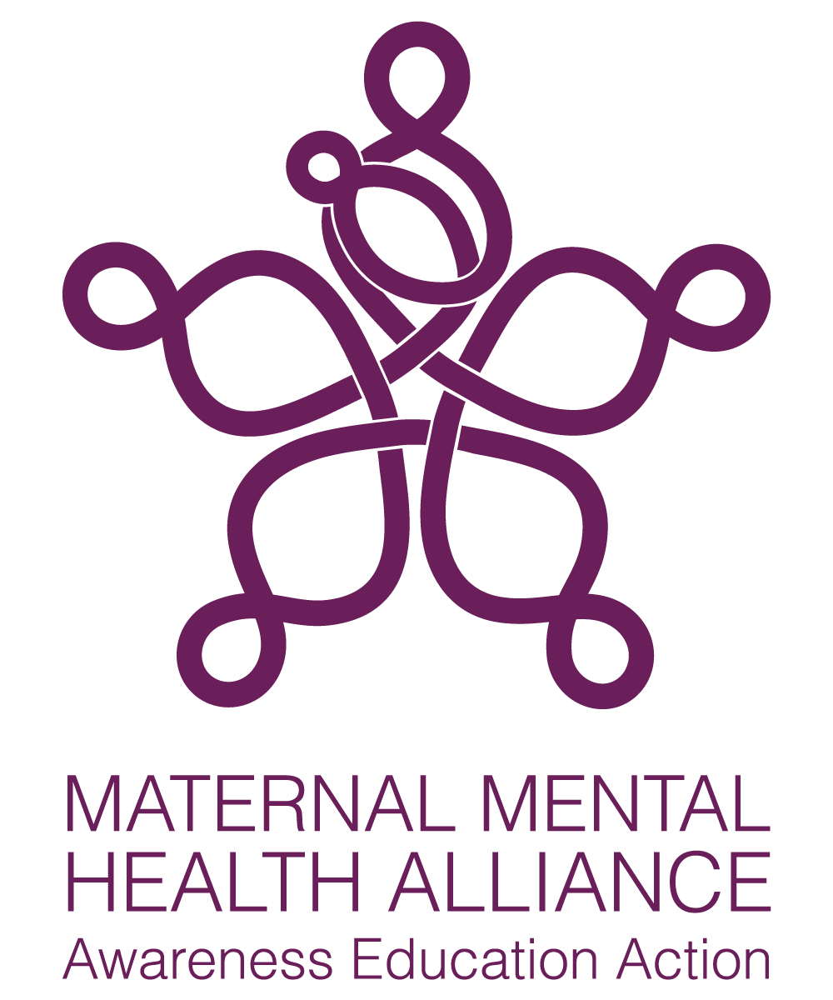 MATERNAL MENTAL
HEALTH ALLIANCE
Awareness Education Action